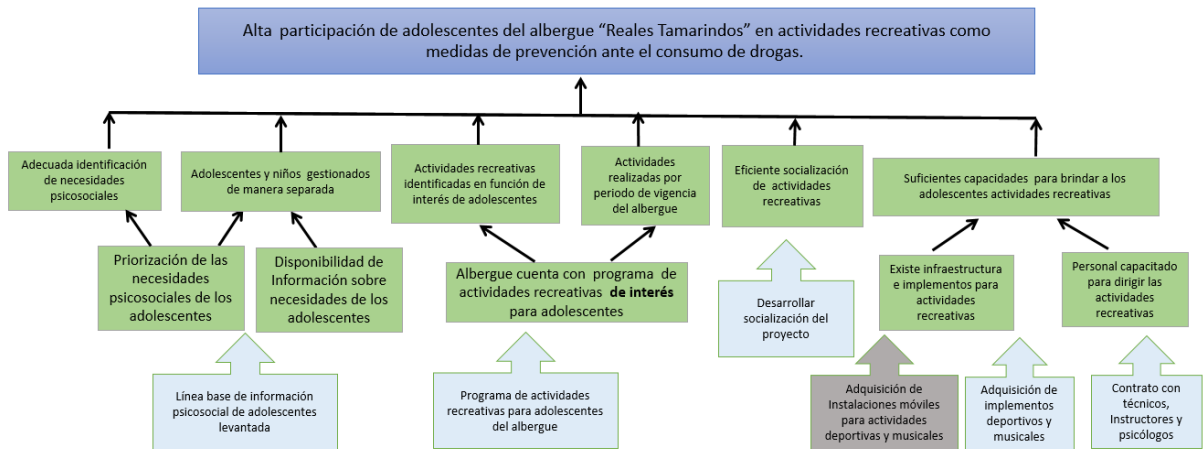 Alta participación de adolescentes del albergue “Reales Tamarindos” en actividades recreativas como
medidas de prevención ante el consumo de drogas.
Adecuada identificación
de necesidades
psicosociales
Adolescentes y niños gestionados
de manera separada
Actividades recreativas
identificadas en función de
interés de adolescentes
Actividades
realizadas por
periodo de vigencia
del albergue
Eficiente socialización
de actividades
recreativas
Suficientes capacidades para brindar a los
adolescentes actividades recreativas
Priorización de las
necesidades
psicosociales de los
adolescentes
Disponibilidad de
Información sobre
necesidades de los
adolescentes
Albergue cuenta con programa de
actividades recreativas de interés
para adolescentes
Desarrollar
socialización del
proyecto
Existe infraestructura
e implementos para
actividades
recreativas
Personal capacitado
para dirigir las
actividades
recreativas
Línea base de información
psicosocial de adolescentes
levantada
Programa de actividades
recreativas para adolescentes
del albergue
Adquisición de
Instalaciones móviles
para actividades
deportivas y musicales
Adquisición de
implementos
deportivos y
musicales
Contrato con
técnicos,
Instructores y
psicólogos